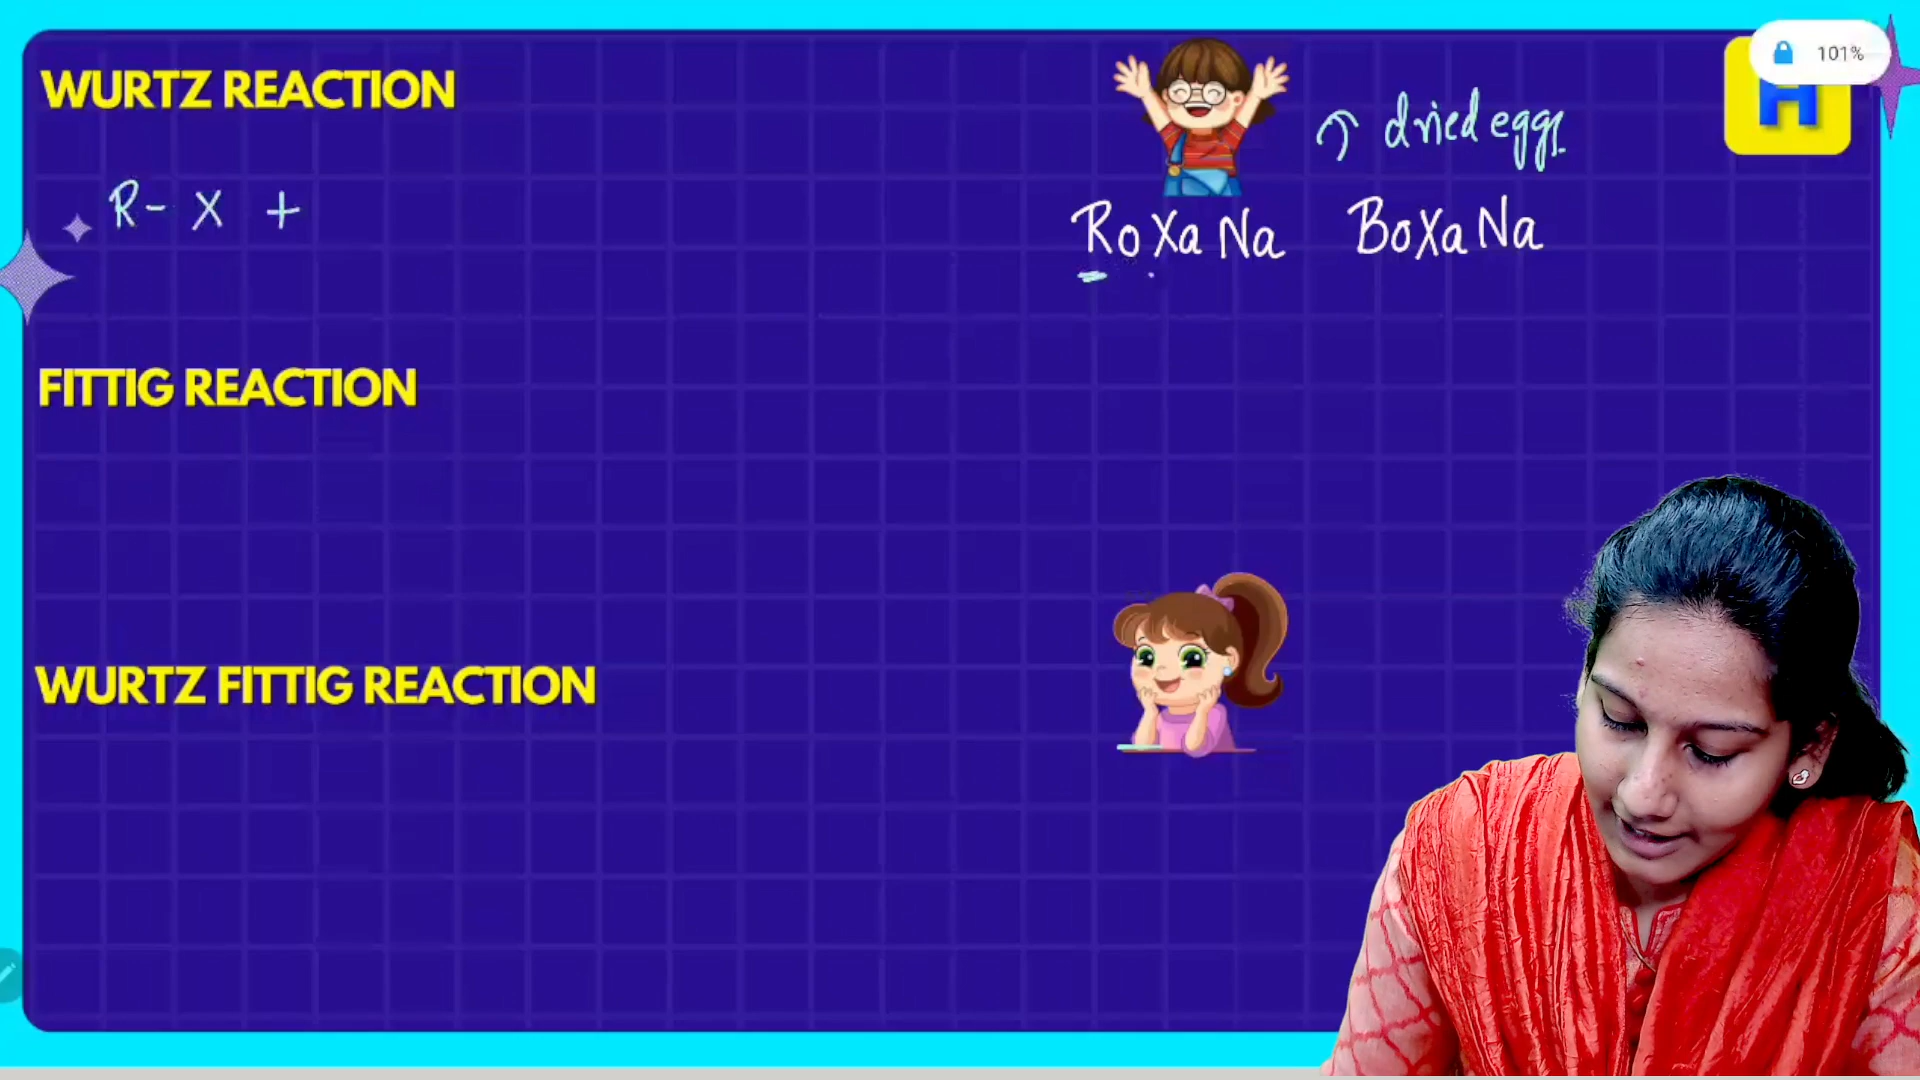 WURTZ REACTION
101%
H
dried eggs
R- X +
RoXaNa BoXaNa
FITTIG REACTION
WURTZ FITTIG REACTION